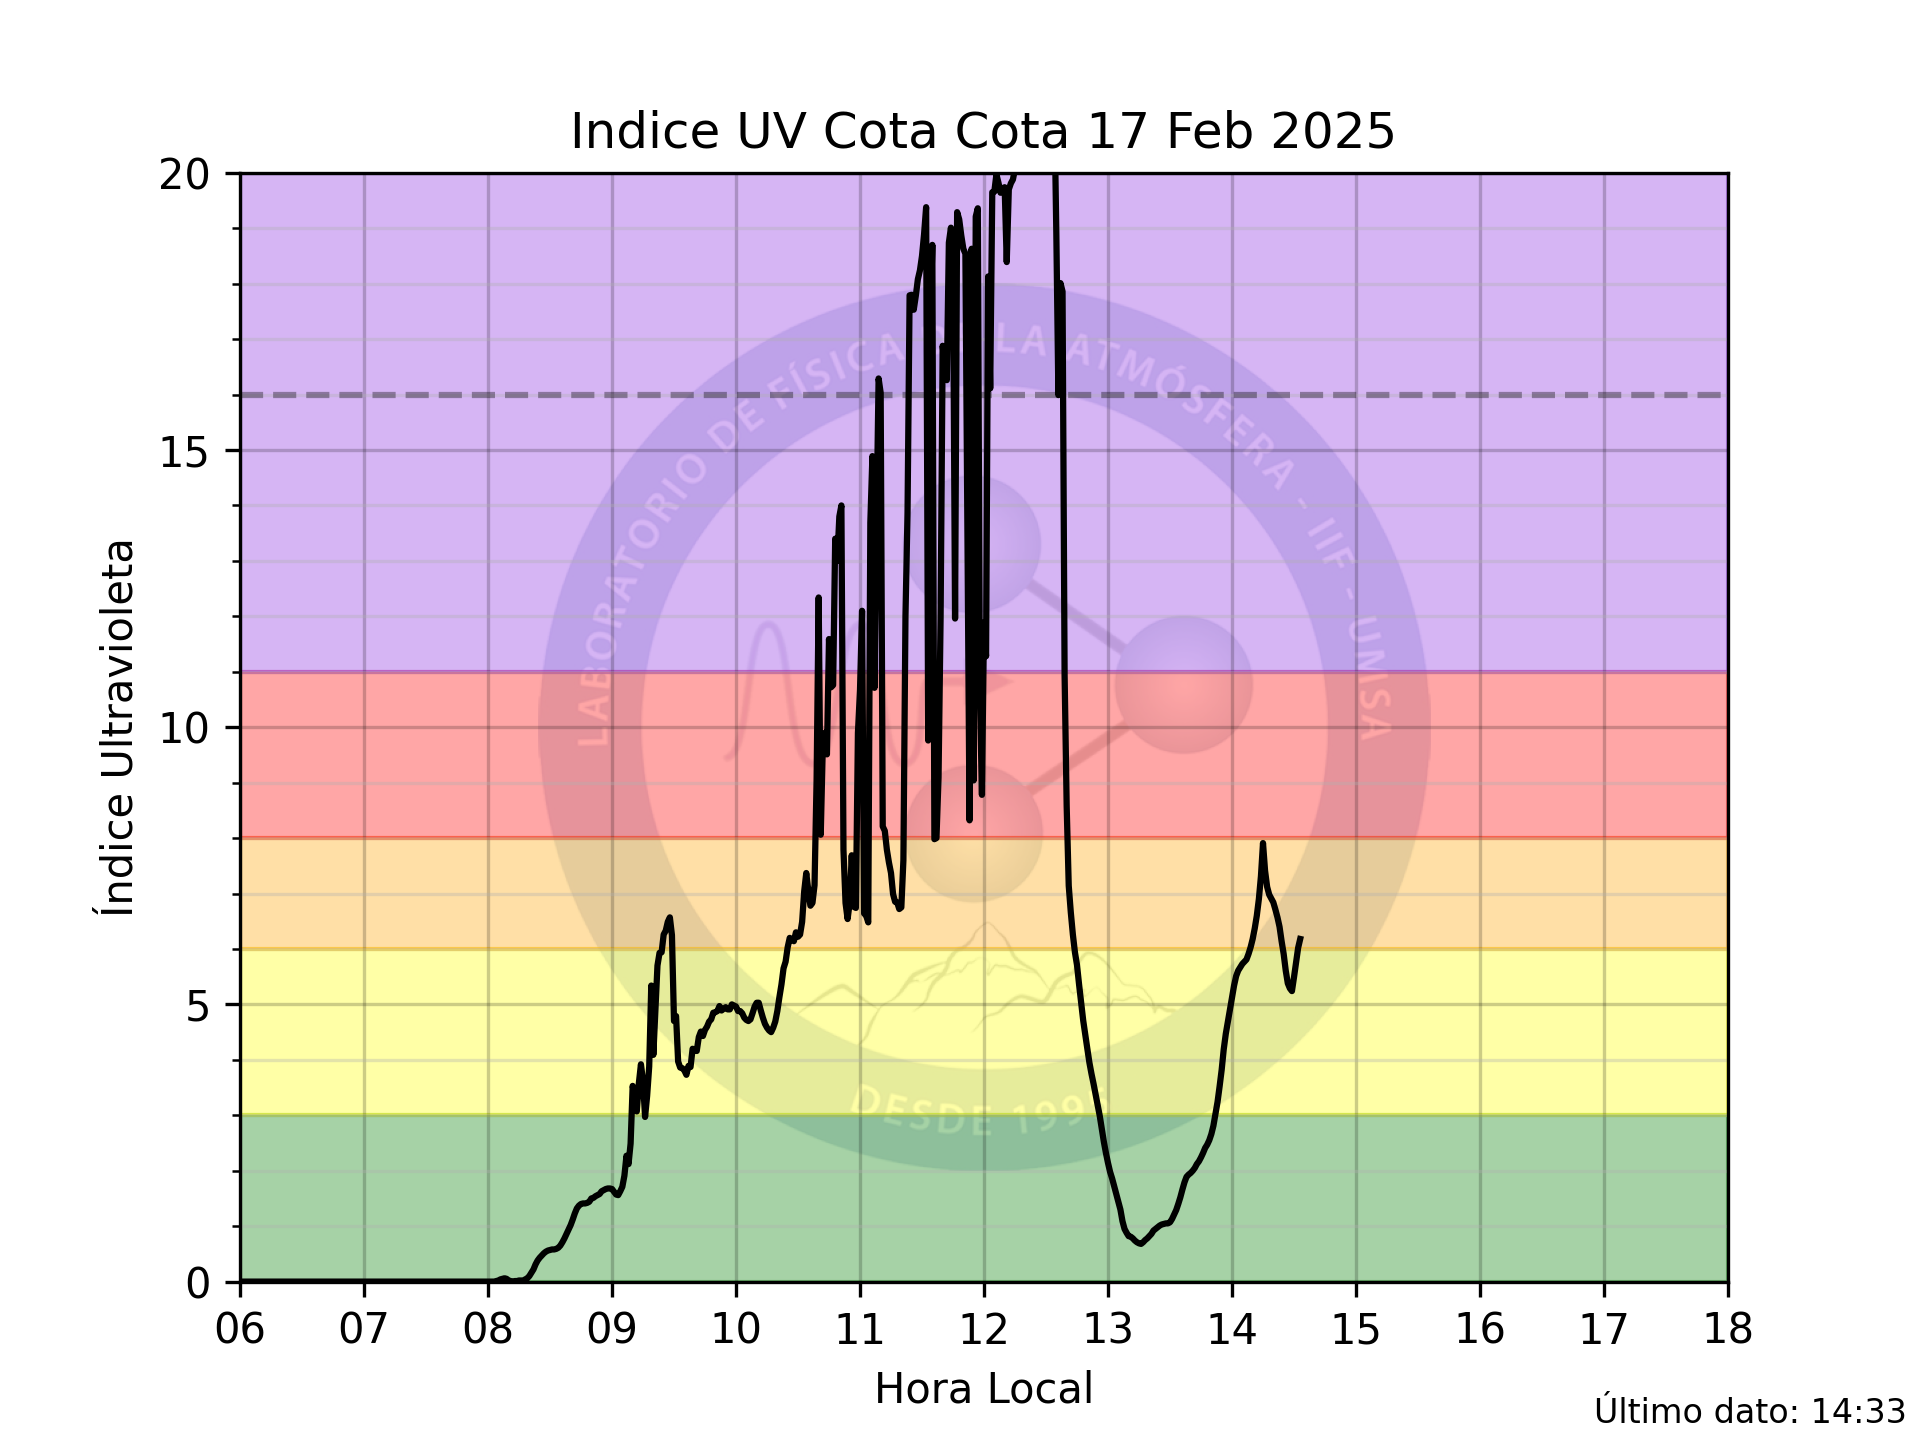 Indice UV Cota Cota 17 Feb 2025
20
15
10
5
0
Índice Ultravioleta
LABORATORIO DE FÍSICA LA ATMÓSFERA - IIF - UMSA
DESDE 199
06 07 08 09 10 11 12 13 14 15 16 17 18
Hora Local
Último dato: 14:33